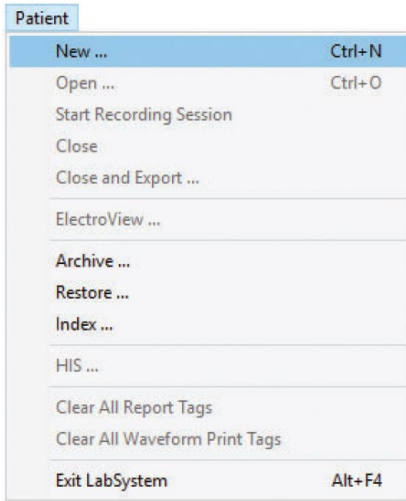 Patient
New ... Ctrl+N
Open ... Ctrl+O
Start Recording Session
Close
Close and Export ...
ElectroView ...
Archive ...
Restore ...
Index ...
HIS ...
Clear All Report Tags
Clear All Waveform Print Tags
Exit LabSystem Alt+F4